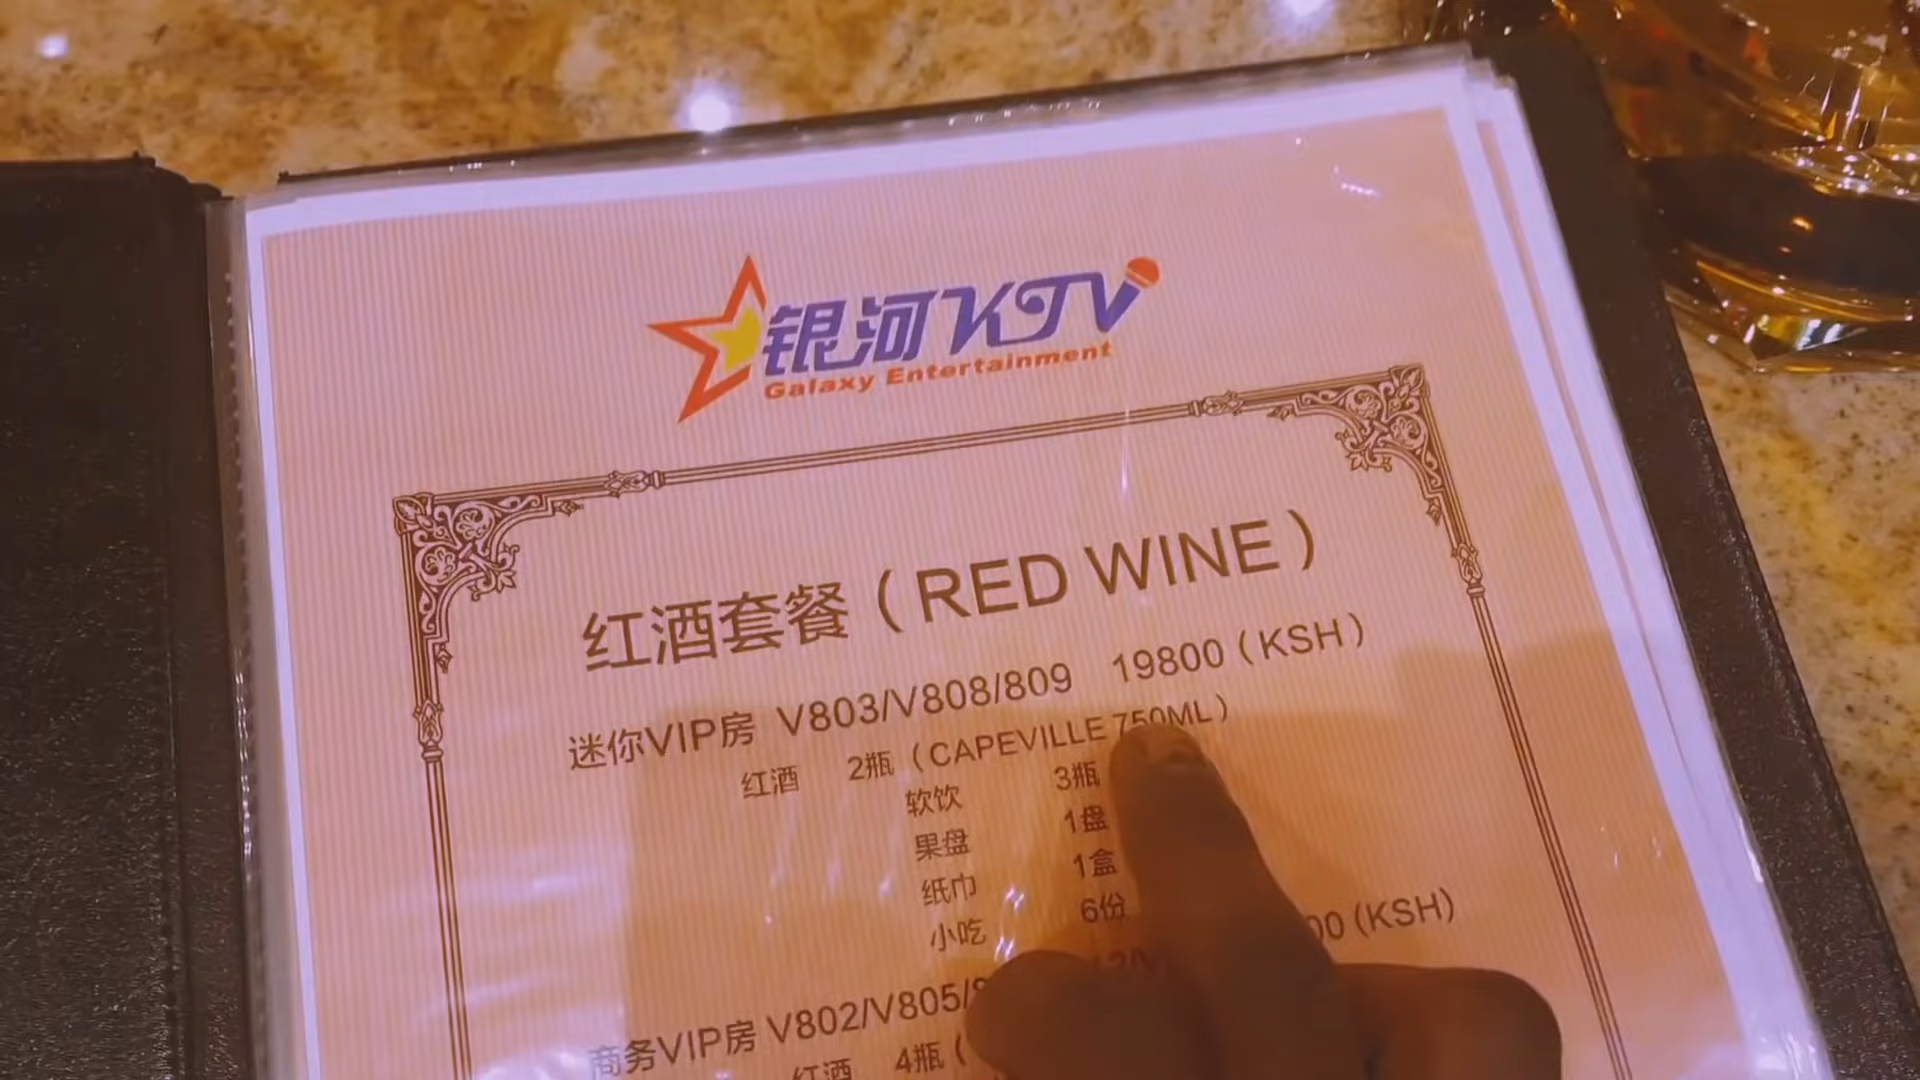 银河KTV
Galaxy Entertainment
红酒套餐（RED WINE）
迷你VIP房 V803/V808/809 19800（KSH）
红酒 2瓶（CAPEVILLE 750ML）
软饮 3瓶
果盘 1盘
纸巾 1盒
小吃 6份
商务VIP房 V802/V805/ 00（KSH）
红酒 4瓶（